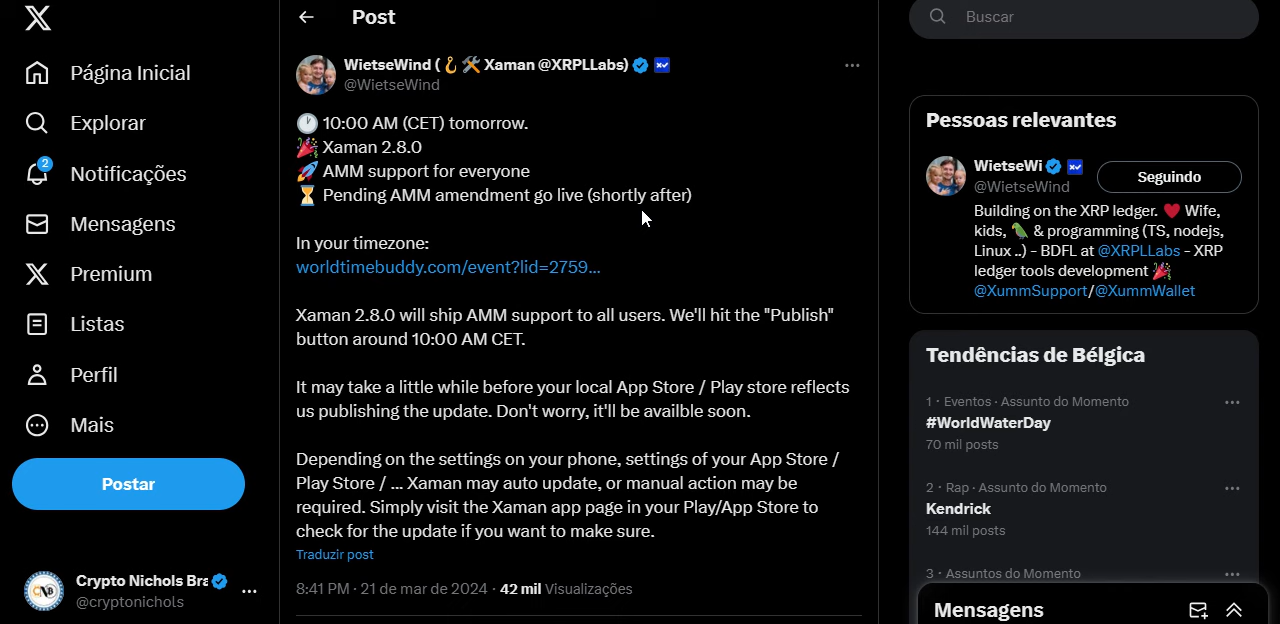 Página Inicial
Explorar
2
Notificações
Mensagens
Premium
Listas
Perfil
Mais
Postar
Crypto Nichols Bra
@cryptonichols
Post
WietseWind ( Xaman @XRPLLabs)
@WietseWind
10:00 AM (CET) tomorrow.
Xaman 2.8.0
AMM support for everyone
Pending AMM amendment go live (shortly after)
In your timezone:
worldtimebuddy.com/event?lid=2759...
Xaman 2.8.0 will ship AMM support to all users. We'll hit the "Publish"
button around 10:00 AM CET.
It may take a little while before your local App Store / Play store reflects
us publishing the update. Don't worry, it'll be availble soon.
Depending on the settings on your phone, settings of your App Store /
Play Store / ... Xaman may auto update, or manual action may be
required. Simply visit the Xaman app page in your Play/App Store to
check for the update if you want to make sure.
Traduzir post
8:41 PM · 21 de mar de 2024 · 42 mil Visualizações
Buscar
Pessoas relevantes
WietseWi
@WietseWind
Seguindo
Building on the XRP ledger. Wife,
kids, & programming (TS, nodejs,
Linux ..) - BDFL at @XRPLLabs - XRP
ledger tools development
@XummSupport/@XummWallet
Tendências de Bélgica
1 · Eventos · Assunto do Momento
#WorldWaterDay
70 mil posts
2 · Rap · Assunto do Momento
Kendrick
144 mil posts
3 · Assuntos do Momento
Mensagens